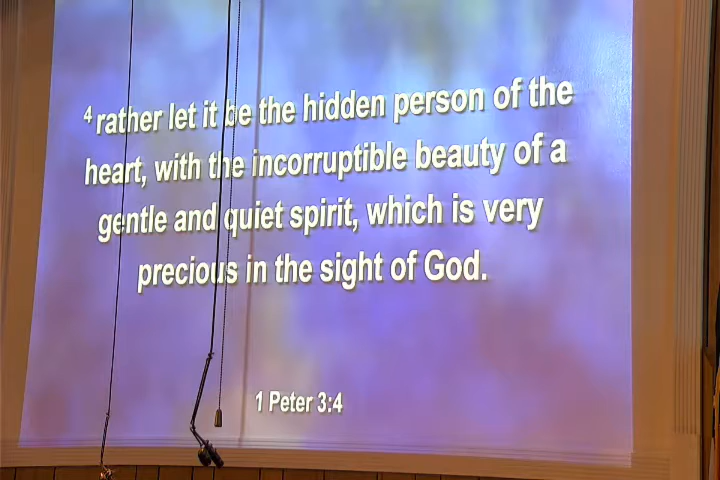 4 rather let it be the hidden person of the
heart, with the incorruptible beauty of a
gentle and quiet spirit, which is very
precious in the sight of God.
1 Peter 3:4